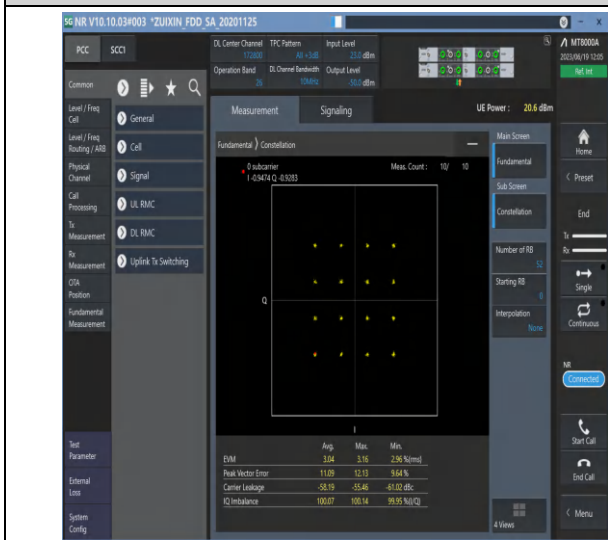 5G NR V10.10.03#003 *ZUIXIN_FDD_SA_20201125
PCC SCC1
DL Center Channel TPC Pattern Input Level
172800 All +3dB 23.0 dBm
Operation Band DL Channel Bandwidth Output Level
25 10MHz -50.0 dBm
MT8000A
2023/06/19 12:05
Ref. Int
Common
Level / Freq
Cell
Level / Freq
Routing / ARB
Physical
Channel
Call
Processing
Tx
Measurement
Rx
Measurement
OTA
Position
Fundamental
Measurement
Test
Parameter
External
Loss
System
Config
General
Cell
Signal
UL RMC
DL RMC
Uplink Tx Switching
Measurement Signaling UE Power : 20.6 dBm
Fundamental Constellation
0 subcarrier Meas. Count : 10/ 10
I -0.9474 Q -0.9283
Q
I
Avg. Max. Min.
EVM 3.04 3.16 2.96 %(rms)
Peak Vector Error 11.09 12.13 9.64 %
Carrier Leakage -58.19 -55.46 -61.02 dBc
IQ Imbalance 100.07 100.14 99.95 %(I/Q)
Main Screen
Fundamental
Sub Screen
Constellation
Number of RB
52
Starting RB
0
Interpolation
None
4 Views
Home
Preset
End
Tx
Rx
Single
Continuous
NR
Connected
Start Call
End Call
Menu